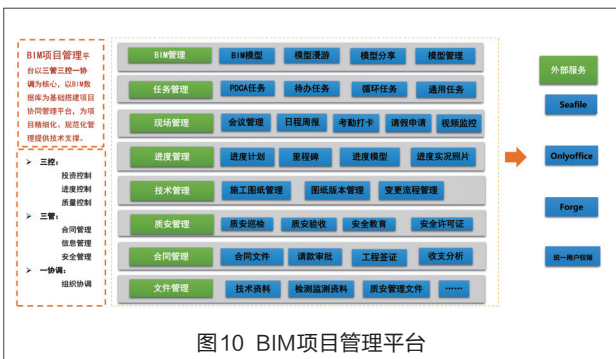 BIM项目管理平
台以三管三控一协
调为核心，以BIM数
据库为基础搭建项目
协同管理平台，为项
目精细化、规范化管
理提供技术支撑。
三控：
投资控制
进度控制
质量控制
三管：
合同管理
信息管理
安全管理
一协调：
组织协调
BIM管理 BIM模型 模型漫游 模型分享 模型管理
任务管理 PDCA任务 待办任务 循环任务 通用任务
现场管理 会议管理 日程周报 考勤打卡 请假申请 视频监控
进度管理 进度计划 里程碑 进度模型 进度实况照片
技术管理 施工图纸管理 图纸版本管理 变更流程管理
质安管理 质安巡检 质安验收 安全教育 安全许可证
合同管理 合同文件 请款审批 工程签证 收支分析
文件管理 技术资料 检测监测资料 质安管理文件 ……
外部服务
Seafile
Onlyoffice
Forge
统一用户权限
图10 BIM项目管理平台